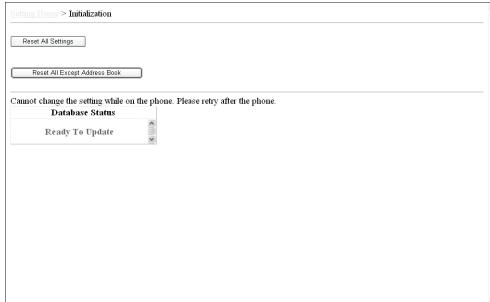 Setting Home > Initialization
Reset All Settings
Reset All Except Address Book
Cannot change the setting while on the phone. Please retry after the phone.
Database Status
Ready To Update